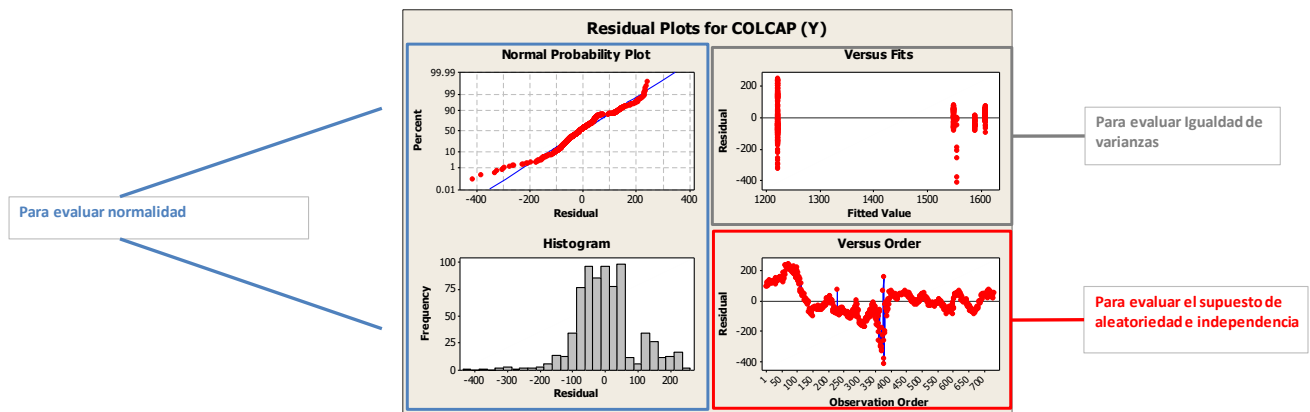 Residual Plots for COLCAP (Y)
Normal Probability Plot
Percent
99.99
99
90
50
10
1
0.01
-400
-200
0
200
400
Residual
Versus Fits
Residual
200
0
-200
-400
1200
1300
1400
1500
1600
Fitted Value
Histogram
Frequency
100
75
50
25
0
-400
-300
-200
-100
0
100
200
Residual
Versus Order
Residual
200
0
-200
-400
1
50
100
150
200
250
300
350
400
450
500
550
600
650
700
Observation Order
Para evaluar normalidad
Para evaluar Igualdad de
varianzas
Para evaluar el supuesto de
aleatoriedad e independencia